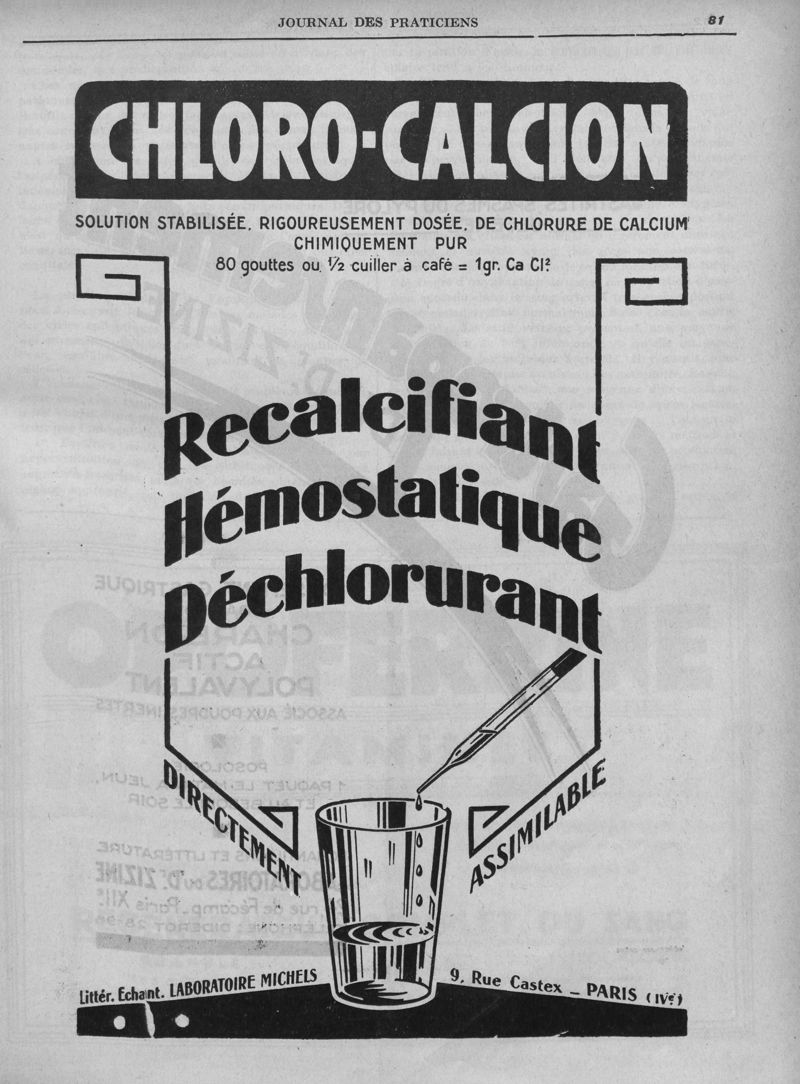 JOURNAL DES PRATICIENS
81
CHLORO-CALCION
SOLUTION STABILISÉE, RIGOUREUSEMENT DOSÉE, DE CHLORURE DE CALCIUM
CHIMIQUEMENT PUR
80 gouttes ou 1/2 cuiller à café = 1gr. Ca Cl²
Recalcifiant
Hémostatique
Déchlorurant
DIRECTEMENT
ASSIMILABLE
Littér. Echant. LABORATOIRE MICHELS
9, Rue Castex _ PARIS (IVe)